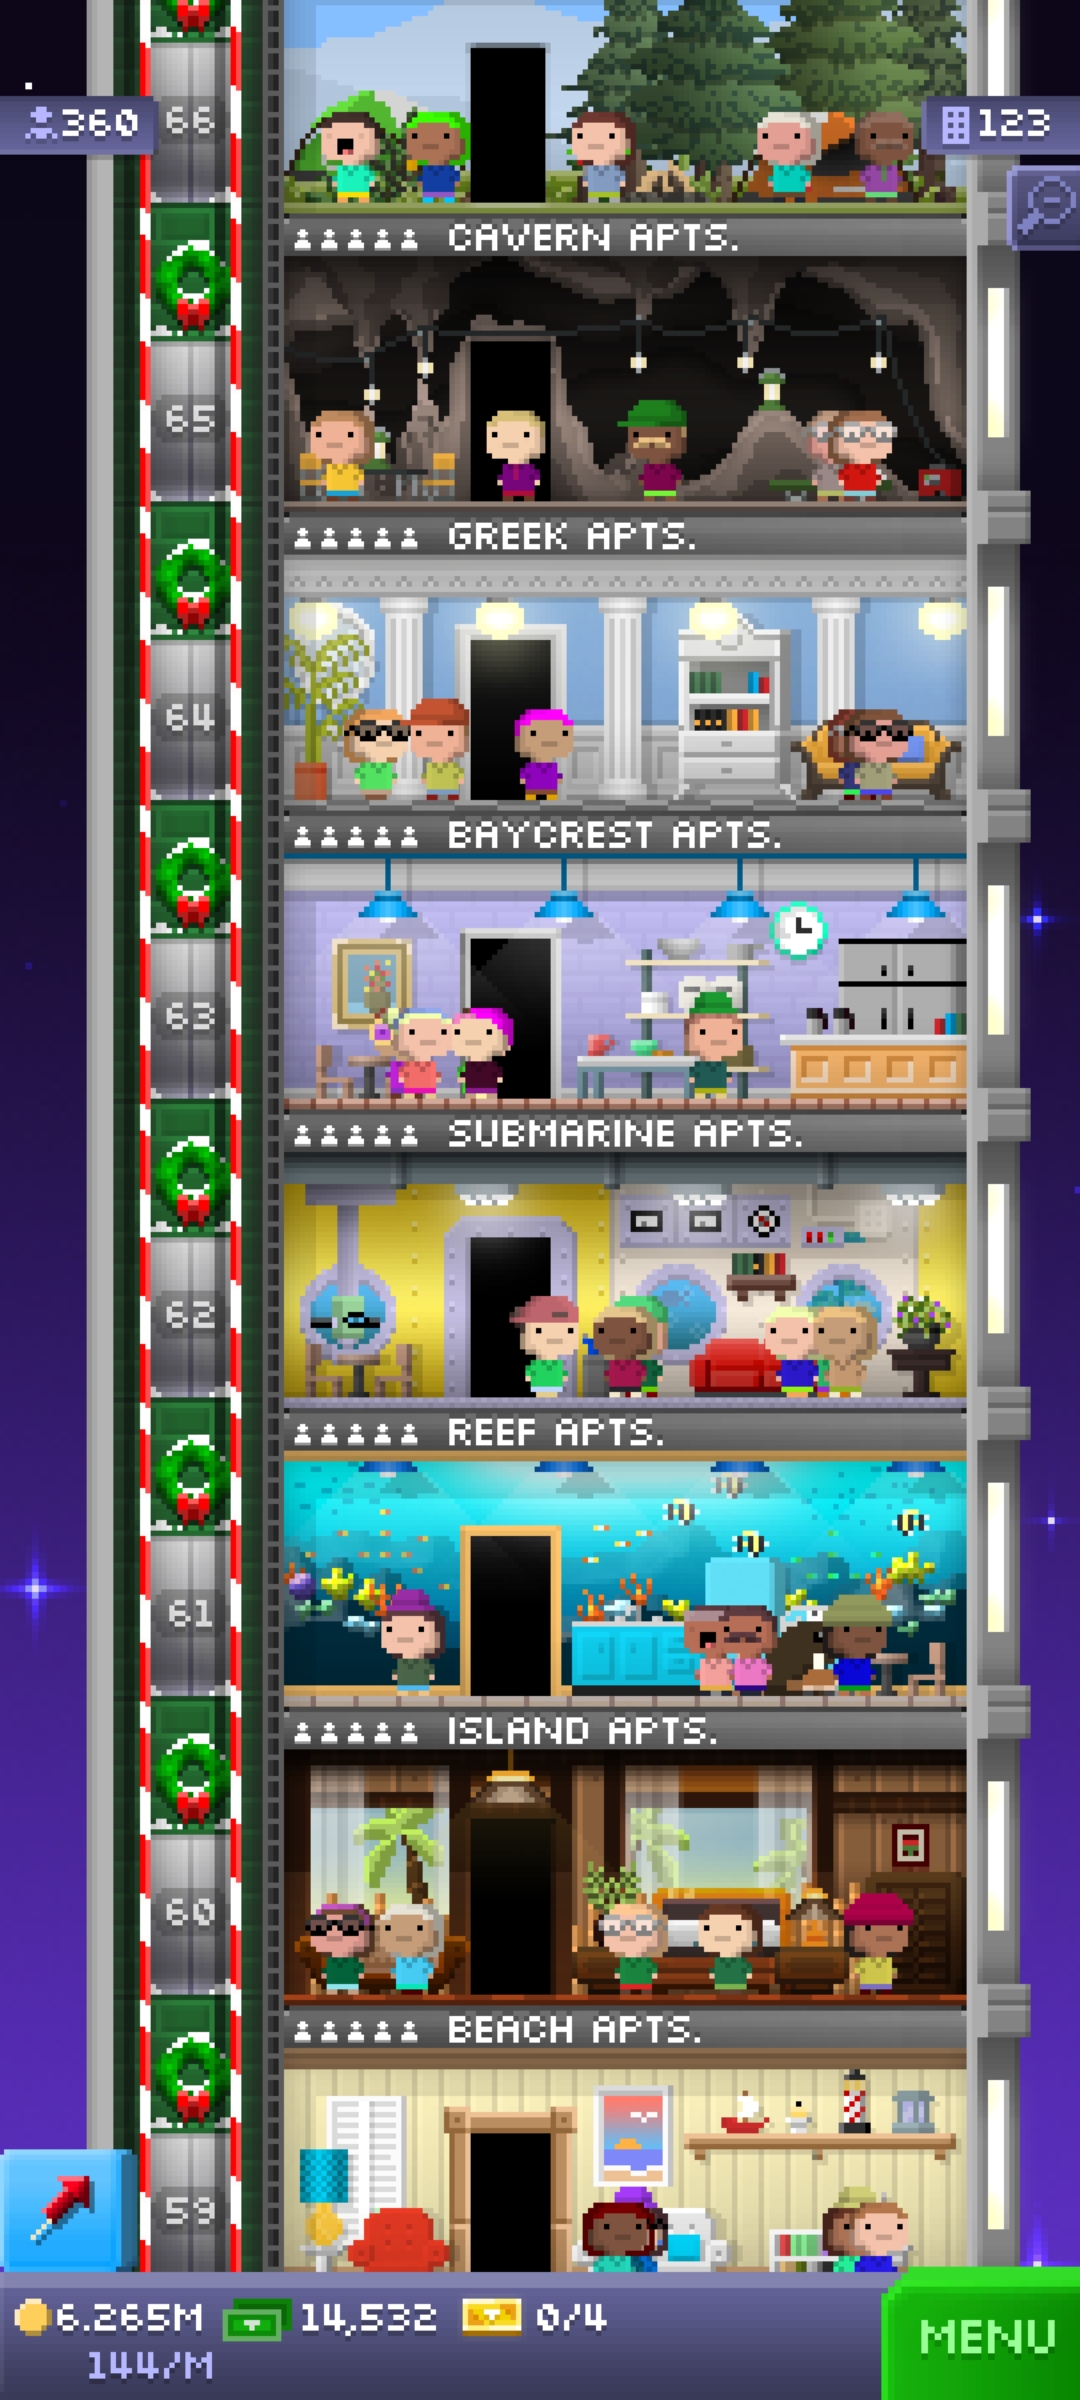 66
360
123
CAVERN APTS.
65
GREEK APTS.
64
BAYCREST APTS.
63
SUBMARINE APTS.
62
REEF APTS.
61
ISLAND APTS.
60
BEACH APTS.
59
6.265M 14,532 0/4
144/M
MENU